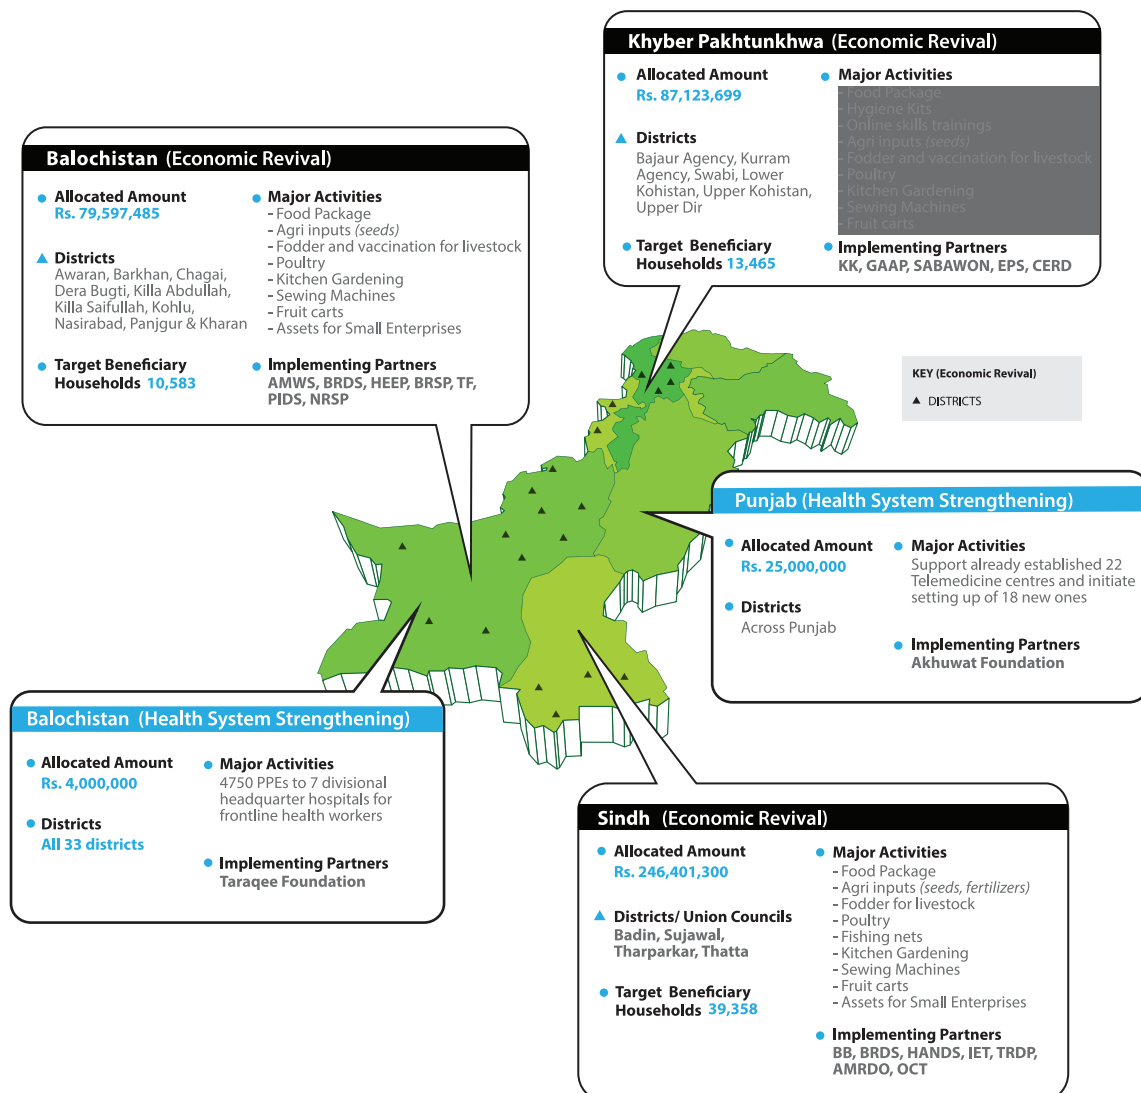 Khyber Pakhtunkhwa (Economic Revival)
Allocated Amount
Rs. 87,123,699
Districts
Bajaur Agency, Kurram
Agency, Swabi, Lower
Kohistan, Upper Kohistan,
Upper Dir
Target Beneficiary
Households 13,465
Major Activities
- Food Package
- Hygiene Kits
- Online skills trainings
- Agri inputs (seeds)
- Fodder and vaccination for livestock
- Poultry
- Kitchen Gardening
- Sewing Machines
- Fruit carts
Implementing Partners
KK, GAAP, SABAWON, EPS, CERD
Balochistan (Economic Revival)
Allocated Amount
Rs. 79,597,485
Districts
Awaran, Barkhan, Chagai,
Dera Bugti, Killa Abdullah,
Killa Saifullah, Kohlu,
Nasirabad, Panjgur & Kharan
Target Beneficiary
Households 10,583
Major Activities
- Food Package
- Agri inputs (seeds)
- Fodder and vaccination for livestock
- Poultry
- Kitchen Gardening
- Sewing Machines
- Fruit carts
- Assets for Small Enterprises
Implementing Partners
AMWS, BRDS, HEEP, BRSP, TF,
PIDS, NRSP
KEY (Economic Revival)
DISTRICTS
Punjab (Health System Strengthening)
Allocated Amount
Rs. 25,000,000
Districts
Across Punjab
Major Activities
Support already established 22
Telemedicine centres and initiate
setting up of 18 new ones
Implementing Partners
Akhuwat Foundation
Balochistan (Health System Strengthening)
Allocated Amount
Rs. 4,000,000
Districts
All 33 districts
Major Activities
4750 PPEs to 7 divisional
headquarter hospitals for
frontline health workers
Implementing Partners
Taraqee Foundation
Sindh (Economic Revival)
Allocated Amount
Rs. 246,401,300
Districts/ Union Councils
Badin, Sujawal,
Tharparkar, Thatta
Target Beneficiary
Households 39,358
Major Activities
- Food Package
- Agri inputs (seeds, fertilizers)
- Fodder for livestock
- Poultry
- Fishing nets
- Kitchen Gardening
- Sewing Machines
- Fruit carts
- Assets for Small Enterprises
Implementing Partners
BB, BRDS, HANDS, IET, TRDP,
AMRDO, OCT